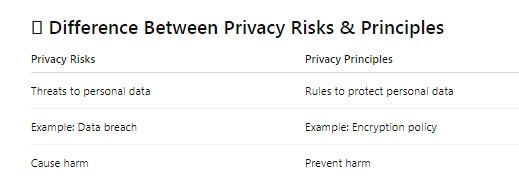 Difference Between Privacy Risks & Principles
Privacy Risks Privacy Principles
Threats to personal data Rules to protect personal data
Example: Data breach Example: Encryption policy
Cause harm Prevent harm